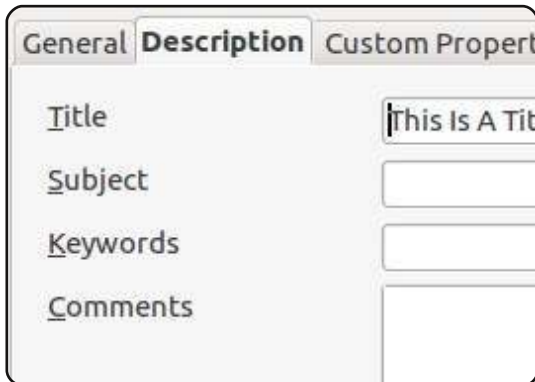 General Description Custom Propert
Title This Is A Tit
Subject
Keywords
Comments